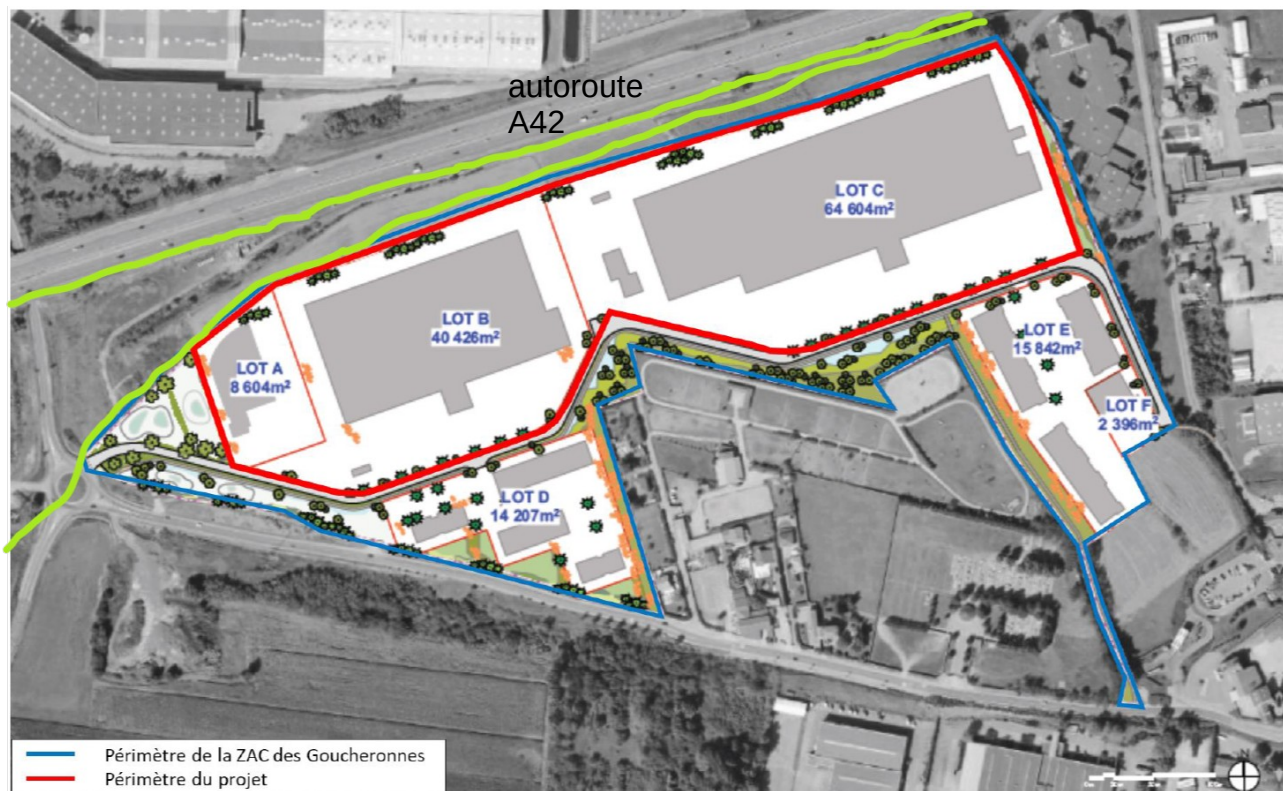 autoroute
A42
LOT C
64 604m²
LOT B
40 426m²
LOT A
8 604m²
LOT E
15 842m²
LOT F
2 396m²
LOT D
14 207m²
Périmètre de la ZAC des Goucheronnes
Périmètre du projet